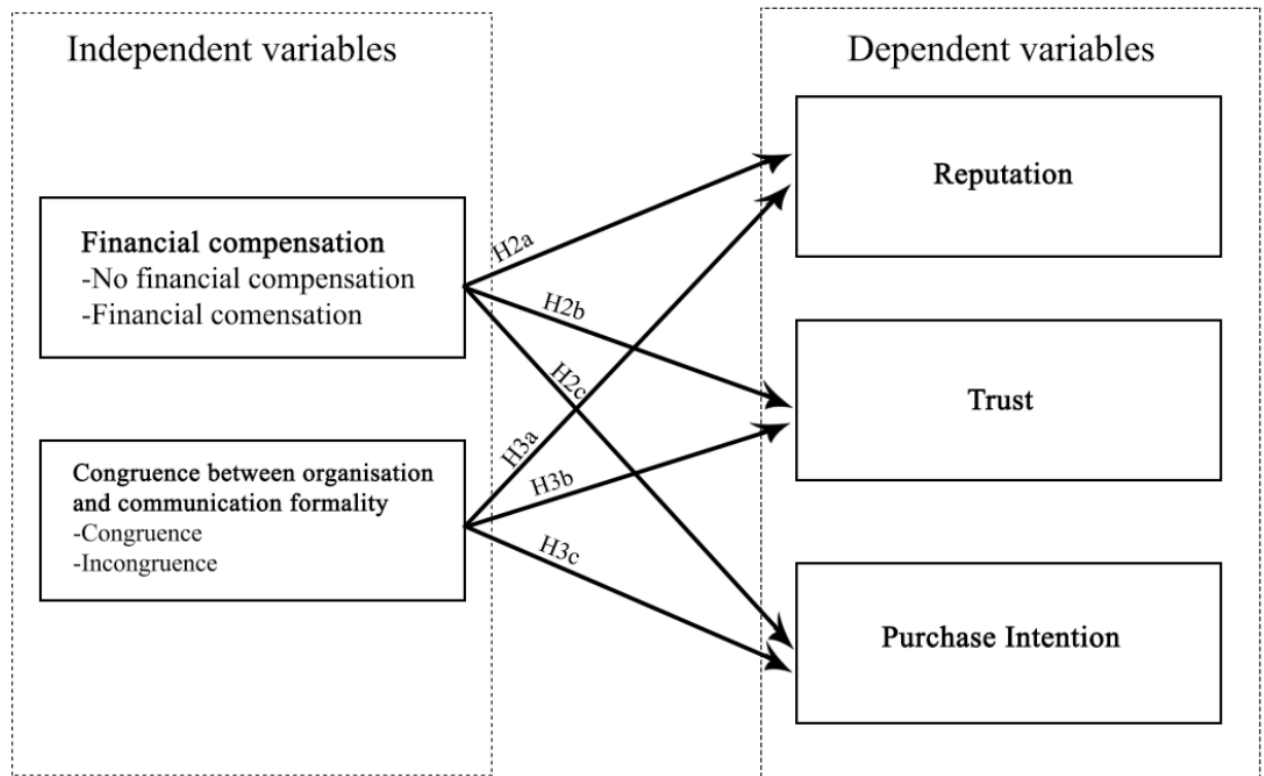 Independent variables
Financial compensation
-No financial compensation
-Financial comensation
Congruence between organisation
and communication formality
-Congruence
-Incongruence
H2a
H2b
H2c
H3a
H3b
H3c
Dependent variables
Reputation
Trust
Purchase Intention